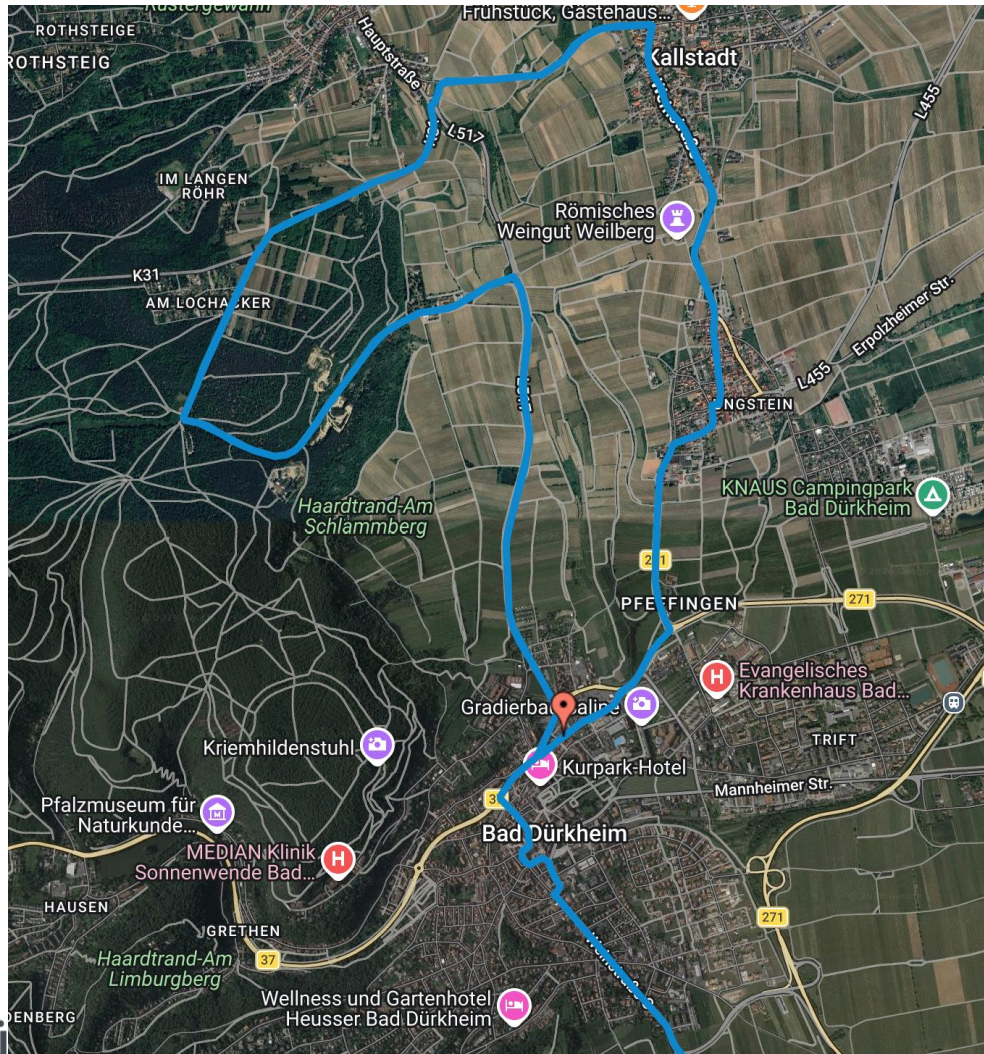 Küstergewann
Frühstück, Gästehaus...
ROTHSTEIGE
ROTHSTEIG
Hauptstraße
Kallstadt
L455
L517
IM LANGEN
RÖHR
Römisches
Weingut Weilberg
K31
AM LOCHACKER
Erpolzheimer Str.
L455
NGSTEIN
KNAUS Campingpark
Bad Dürkheim
Haardtrand-Am
Schlammberg
271
PFEFFINGEN
271
Evangelisches
Krankenhaus Bad...
Gradierbau Saline
TRIFT
Kriemhildenstuhl
Kurpark-Hotel
Mannheimer Str.
Pfalzmuseum für
Naturkunde...
Bad Dürkheim
MEDIAN Klinik
Sonnenwende Bad...
HAUSEN
271
GRETHEN
37
Haardtrand-Am
Limburgberg
Wellness und Gartenhotel
Heusser Bad Dürkheim
DENBERG